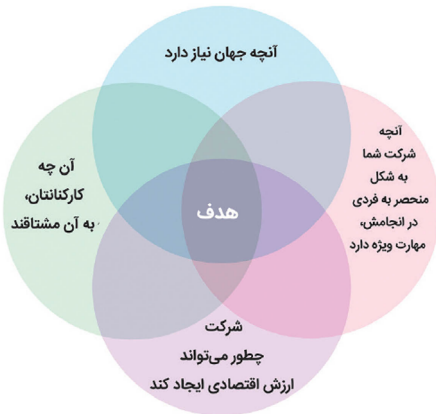 آنچه جهان نیاز دارد
آنچه
شرکت شما
به شکل
منحصر به فردی
در انجامش،
مهارت ویژه دارد
آن چه
کارکنانتان،
به آن مشتاقند
هدف
شرکت
چطور می‌تواند
ارزش اقتصادی ایجاد کند